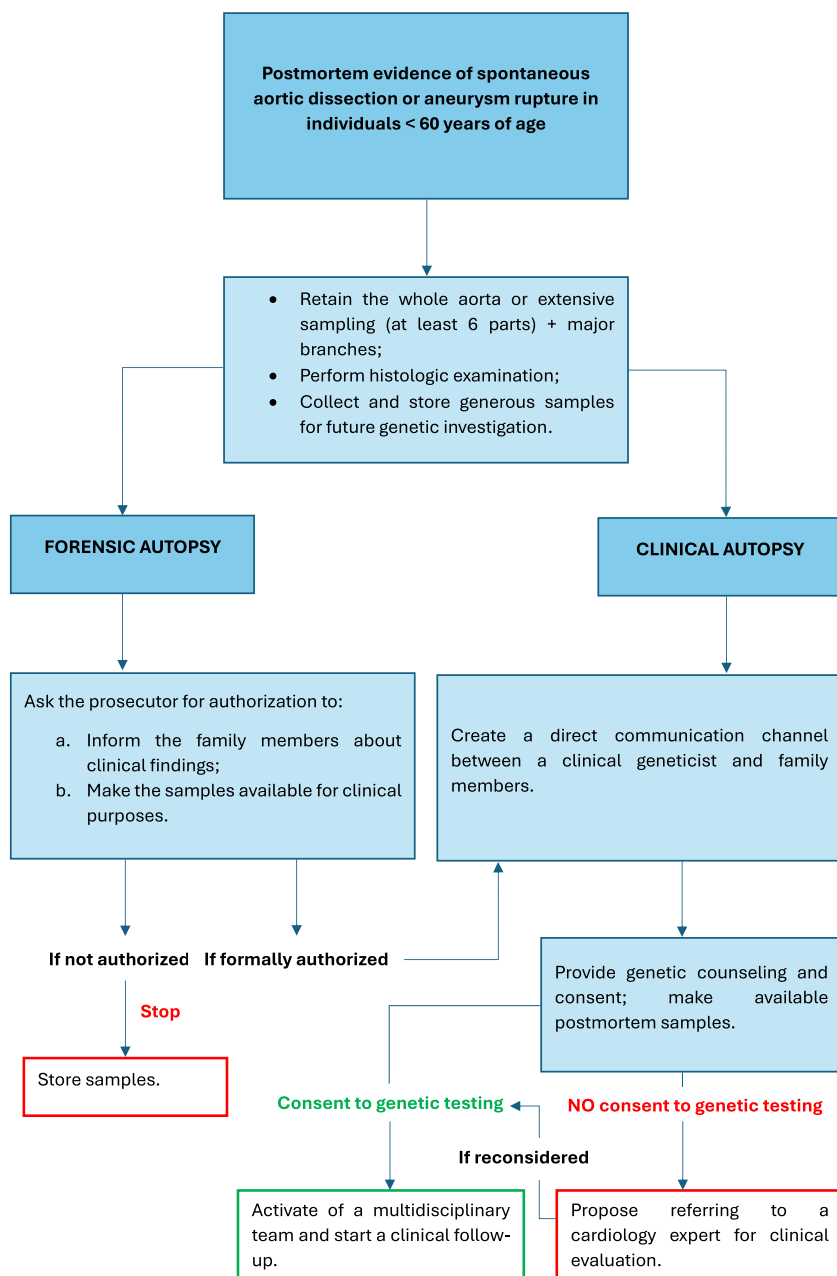 Postmortem evidence of spontaneous
aortic dissection or aneurysm rupture in
individuals < 60 years of age
• Retain the whole aorta or extensive
sampling (at least 6 parts) + major
branches;
• Perform histologic examination;
• Collect and store generous samples
for future genetic investigation.
FORENSIC AUTOPSY
CLINICAL AUTOPSY
Ask the prosecutor for authorization to:
a. Inform the family members about
clinical findings;
b. Make the samples available for clinical
purposes.
Create a direct communication channel
between a clinical geneticist and family
members.
If not authorized
If formally authorized
Stop
Store samples.
Provide genetic counseling and
consent; make available
postmortem samples.
Consent to genetic testing
NO consent to genetic testing
If reconsidered
Activate of a multidisciplinary
team and start a clinical follow-
up.
Propose referring to a
cardiology expert for clinical
evaluation.